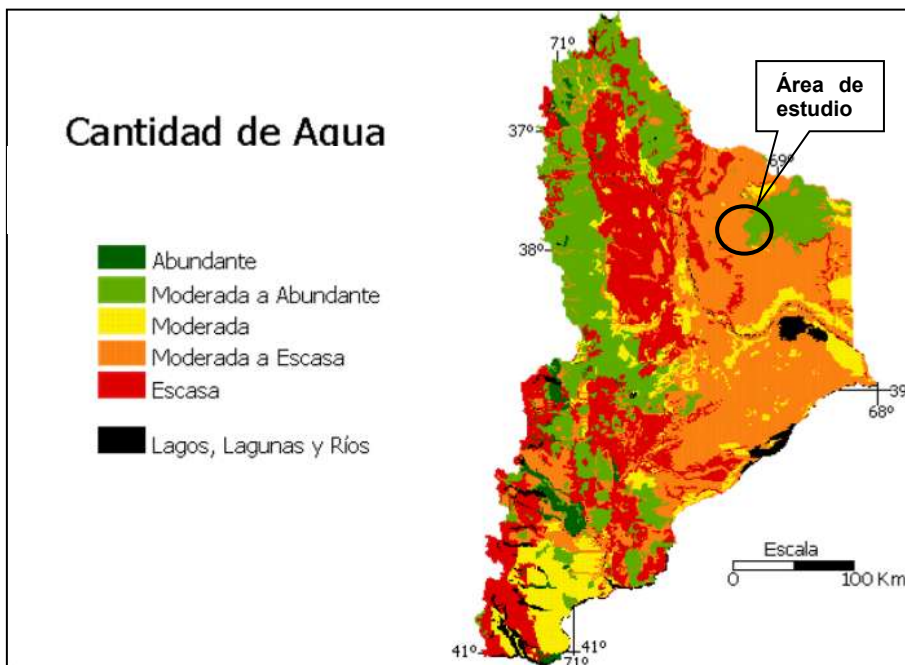 Cantidad de Agua
Abundante
Moderada a Abundante
Moderada
Moderada a Escasa
Escasa
Lagos, Lagunas y Ríos
71º
37º
38º
Área de
estudio
69º
39
68º
Escala
0 100 Km
41º
41º
71º